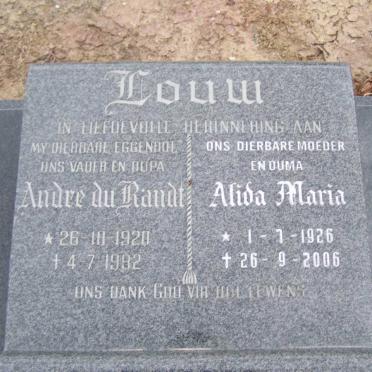 Louw
IN LIEFDEVOLLE HERINNERING AAN
MY DIERBARE EGGENOOT
ONS VADER EN OUPA
André du Randt
★ 26-10-1920
✝ 4-7-1982
ONS DIERBARE MOEDER
EN OUMA
Alida Maria
★ 1-7-1926
✝ 26-9-2006
ONS DANK GOD VIR HUL LEWENS